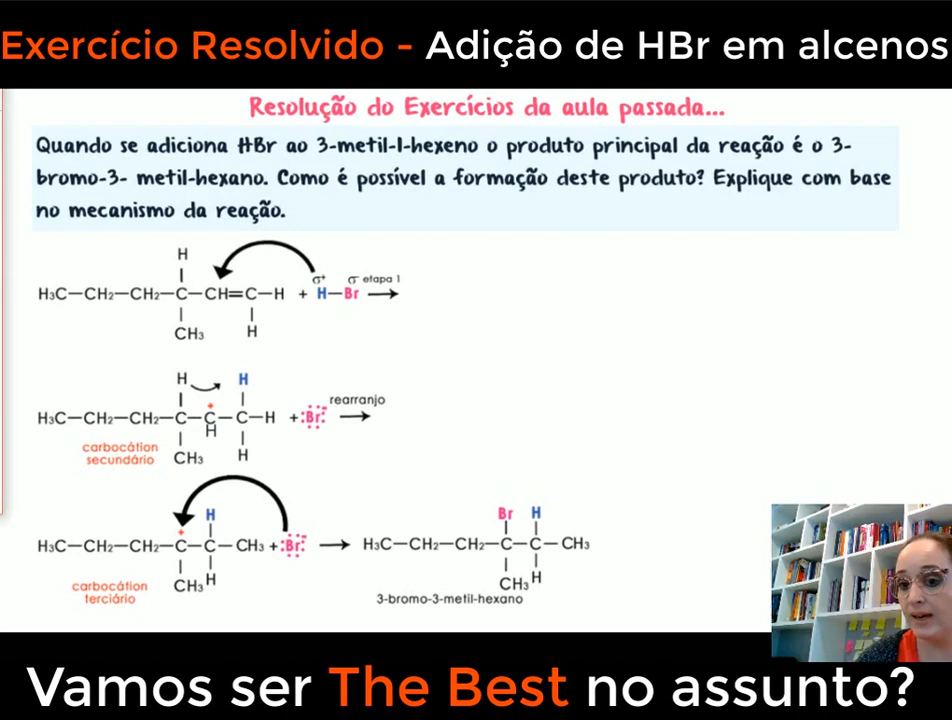 Exercício Resolvido - Adição de HBr em alcenos
Resolução do Exercícios da aula passada...
Quando se adiciona HBr ao 3-metil-1-hexeno o produto principal da reação é o 3-
bromo-3- metil-hexano. Como é possível a formação deste produto? Explique com base
no mecanismo da reação.
H
σ⁺ σ⁻ etapa 1
H₃C—CH₂—CH₂—C—CH=C—H + H—Br ⟶
CH₃ H
H H
+ rearranjo
H₃C—CH₂—CH₂—C—C—C—H + :Br:⁻ ⟶
H
carbocátion
secundário
CH₃ H
H
+
H₃C—CH₂—CH₂—C—C—CH₃ + :Br:⁻ ⟶ H₃C—CH₂—CH₂—C—C—CH₃
Br H
CH₃ H
CH₃ H
carbocátion
terciário
3-bromo-3-metil-hexano
Vamos ser The Best no assunto?